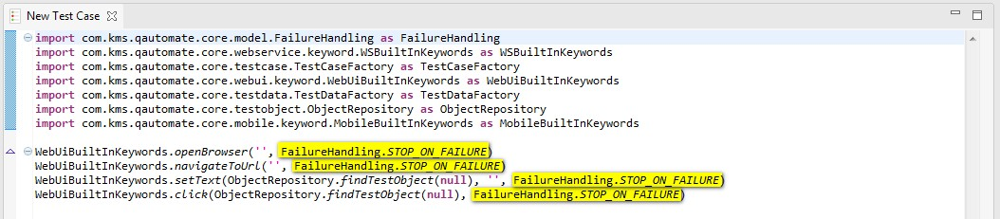 New Test Case
import com.kms.qautomate.core.model.FailureHandling as FailureHandling
import com.kms.qautomate.core.webservice.keyword.WSBuiltInKeywords as WSBuiltInKeywords
import com.kms.qautomate.core.testcase.TestCaseFactory as TestCaseFactory
import com.kms.qautomate.core.webui.keyword.WebUiBuiltInKeywords as WebUiBuiltInKeywords
import com.kms.qautomate.core.testdata.TestDataFactory as TestDataFactory
import com.kms.qautomate.core.testobject.ObjectRepository as ObjectRepository
import com.kms.qautomate.core.mobile.keyword.MobileBuiltInKeywords as MobileBuiltInKeywords
WebUiBuiltInKeywords.openBrowser('', FailureHandling.STOP_ON_FAILURE)
WebUiBuiltInKeywords.navigateToUrl('', FailureHandling.STOP_ON_FAILURE)
WebUiBuiltInKeywords.setText(ObjectRepository.findTestObject(null), '', FailureHandling.STOP_ON_FAILURE)
WebUiBuiltInKeywords.click(ObjectRepository.findTestObject(null), FailureHandling.STOP_ON_FAILURE)